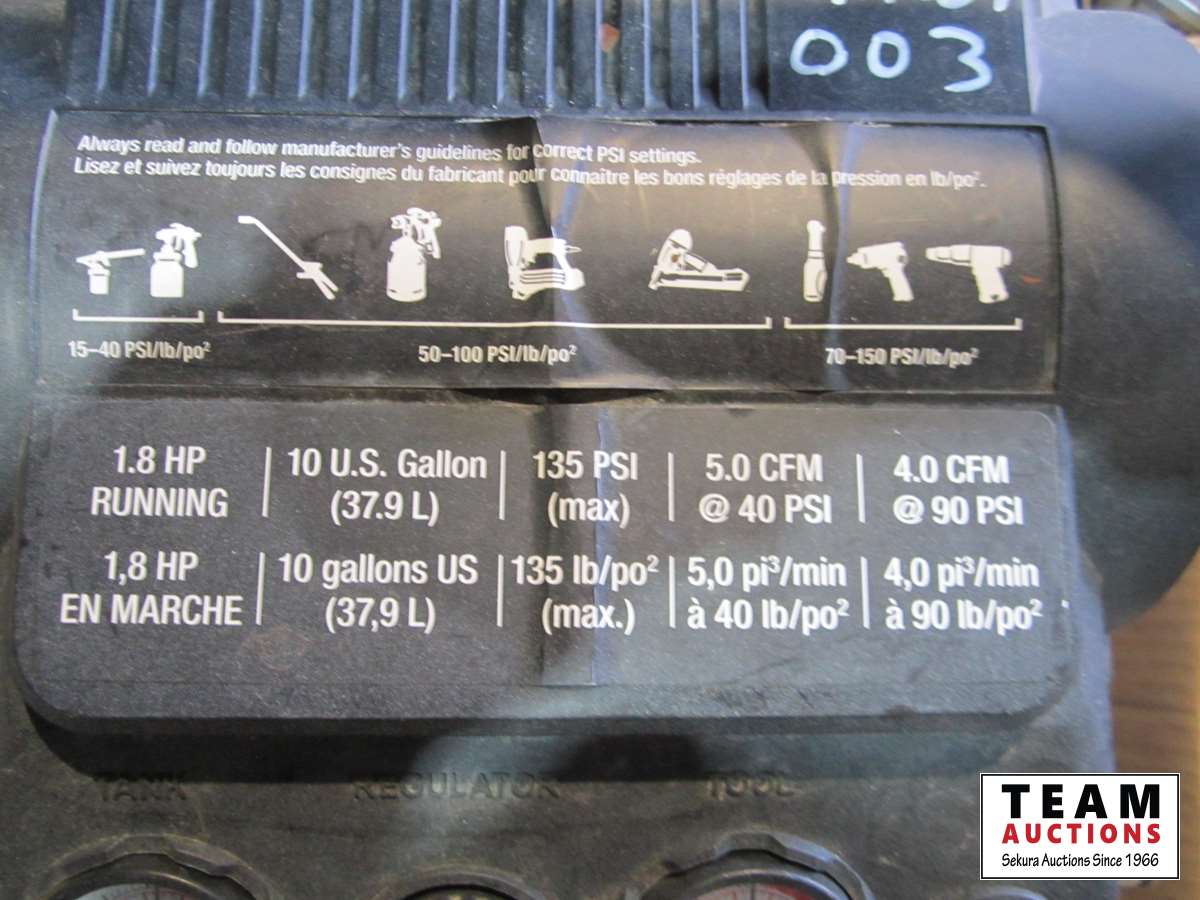 003
Always read and follow manufacturer's guidelines for correct PSI settings.
Lisez et suivez toujours les consignes du fabricant pour connaître les bons réglages de la pression en lb/po².
15–40 PSI/lb/po² 50–100 PSI/lb/po² 70–150 PSI/lb/po²
1.8 HP RUNNING
10 U.S. Gallon (37.9 L)
135 PSI (max)
5.0 CFM @ 40 PSI
4.0 CFM @ 90 PSI
1,8 HP EN MARCHE
10 gallons US (37,9 L)
135 lb/po² (max.)
5,0 pi³/min à 40 lb/po²
4,0 pi³/min à 90 lb/po²
TANK REGULATOR TOOL
TEAM
AUCTIONS
Sekura Auctions Since 1966